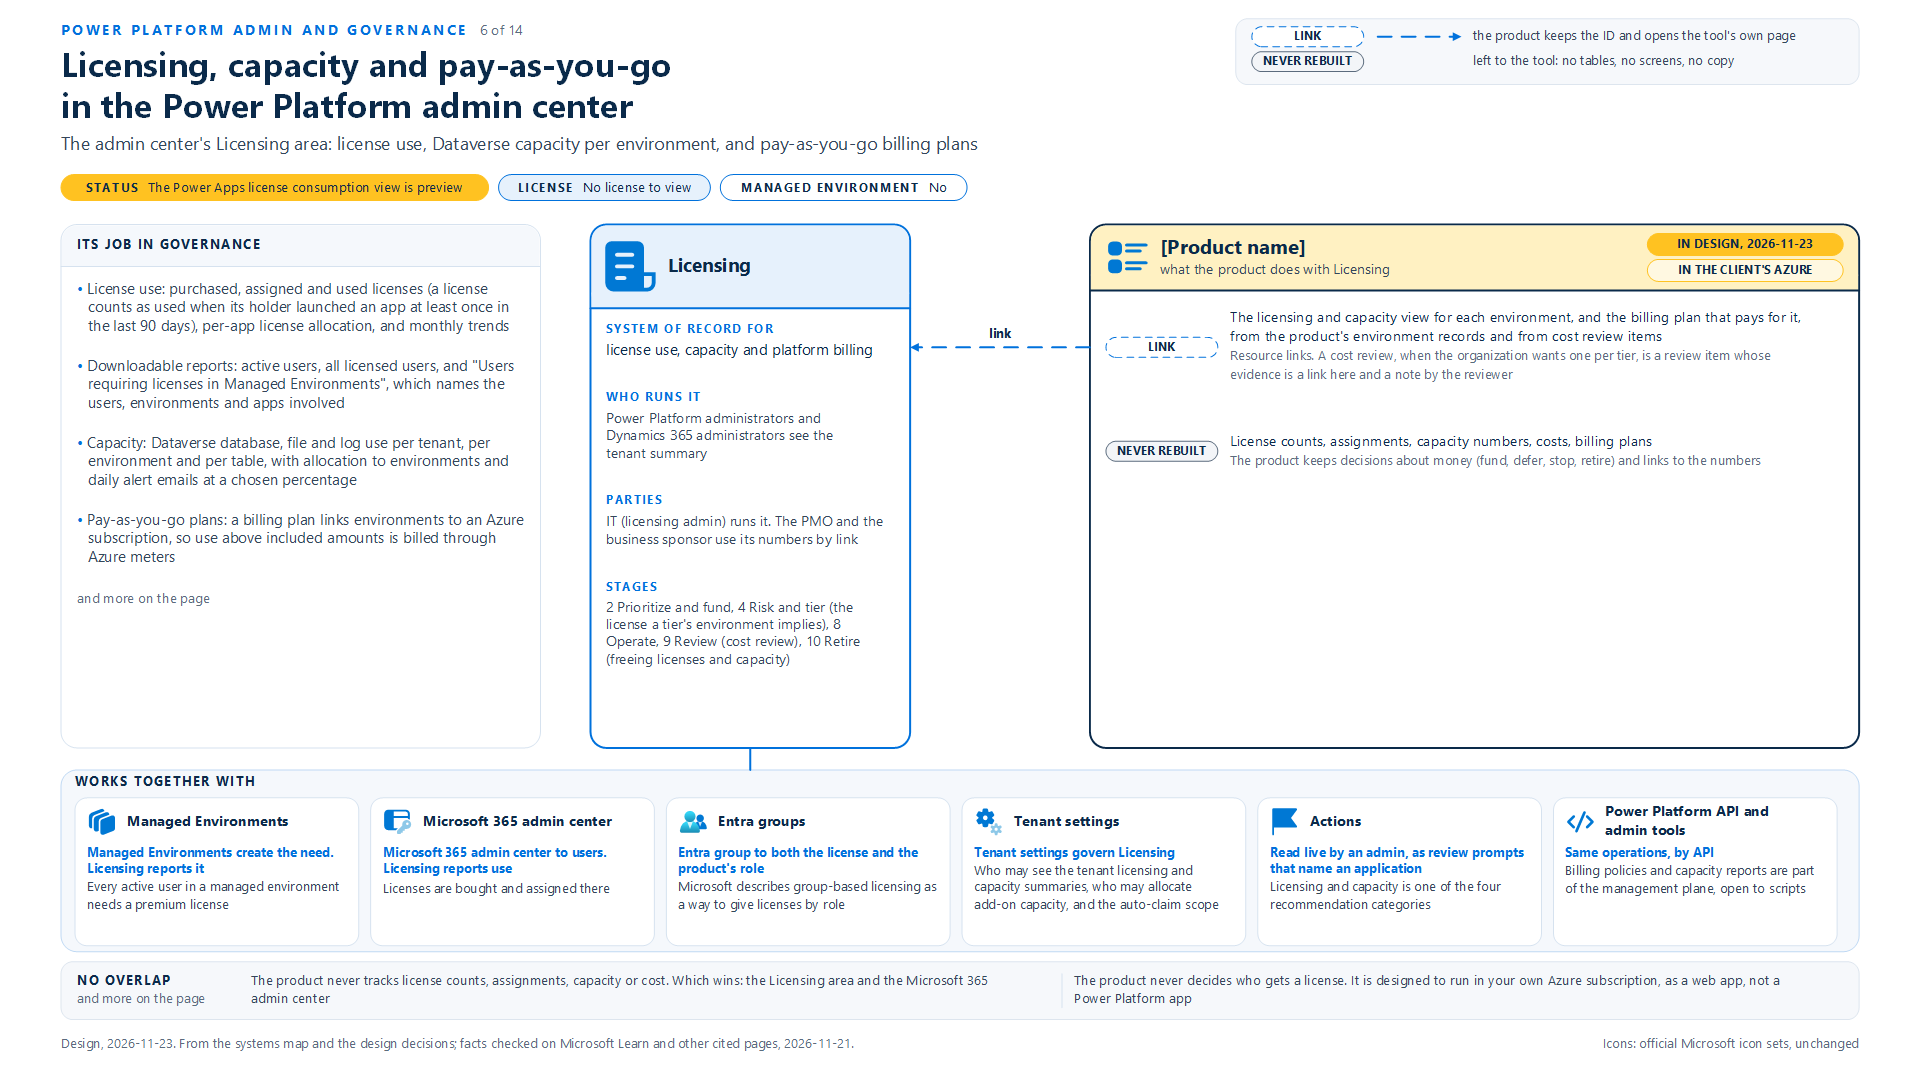 POWER PLATFORM ADMIN AND GOVERNANCE 6 of 14
Licensing, capacity and pay-as-you-go
in the Power Platform admin center
The admin center's Licensing area: license use, Dataverse capacity per environment, and pay-as-you-go billing plans
LINK the product keeps the ID and opens the tool's own page
NEVER REBUILT left to the tool: no tables, no screens, no copy
STATUS The Power Apps license consumption view is preview
LICENSE No license to view
MANAGED ENVIRONMENT No
ITS JOB IN GOVERNANCE
• License use: purchased, assigned and used licenses (a license
counts as used when its holder launched an app at least once in
the last 90 days), per-app license allocation, and monthly trends
• Downloadable reports: active users, all licensed users, and "Users
requiring licenses in Managed Environments", which names the
users, environments and apps involved
• Capacity: Dataverse database, file and log use per tenant, per
environment and per table, with allocation to environments and
daily alert emails at a chosen percentage
• Pay-as-you-go plans: a billing plan links environments to an Azure
subscription, so use above included amounts is billed through
Azure meters
and more on the page
Licensing
SYSTEM OF RECORD FOR
license use, capacity and platform billing
WHO RUNS IT
Power Platform administrators and
Dynamics 365 administrators see the
tenant summary
PARTIES
IT (licensing admin) runs it. The PMO and the
business sponsor use its numbers by link
STAGES
2 Prioritize and fund, 4 Risk and tier (the
license a tier's environment implies), 8
Operate, 9 Review (cost review), 10 Retire
(freeing licenses and capacity)
link
[Product name]
what the product does with Licensing
IN DESIGN, 2026-11-23
IN THE CLIENT'S AZURE
LINK
The licensing and capacity view for each environment, and the billing plan that pays for it,
from the product's environment records and from cost review items
Resource links. A cost review, when the organization wants one per tier, is a review item whose
evidence is a link here and a note by the reviewer
NEVER REBUILT
License counts, assignments, capacity numbers, costs, billing plans
The product keeps decisions about money (fund, defer, stop, retire) and links to the numbers
WORKS TOGETHER WITH
Managed Environments
Managed Environments create the need.
Licensing reports it
Every active user in a managed environment
needs a premium license
Microsoft 365 admin center
Microsoft 365 admin center to users.
Licensing reports use
Licenses are bought and assigned there
Entra groups
Entra group to both the license and the
product's role
Microsoft describes group-based licensing as
a way to give licenses by role
Tenant settings
Tenant settings govern Licensing
Who may see the tenant licensing and
capacity summaries, who may allocate
add-on capacity, and the auto-claim scope
Actions
Read live by an admin, as review prompts
that name an application
Licensing and capacity is one of the four
recommendation categories
Power Platform API and
admin tools
Same operations, by API
Billing policies and capacity reports are part
of the management plane, open to scripts
NO OVERLAP
and more on the page
The product never tracks license counts, assignments, capacity or cost. Which wins: the Licensing area and the Microsoft 365
admin center
The product never decides who gets a license. It is designed to run in your own Azure subscription, as a web app, not a
Power Platform app
Design, 2026-11-23. From the systems map and the design decisions; facts checked on Microsoft Learn and other cited pages, 2026-11-21.
Icons: official Microsoft icon sets, unchanged